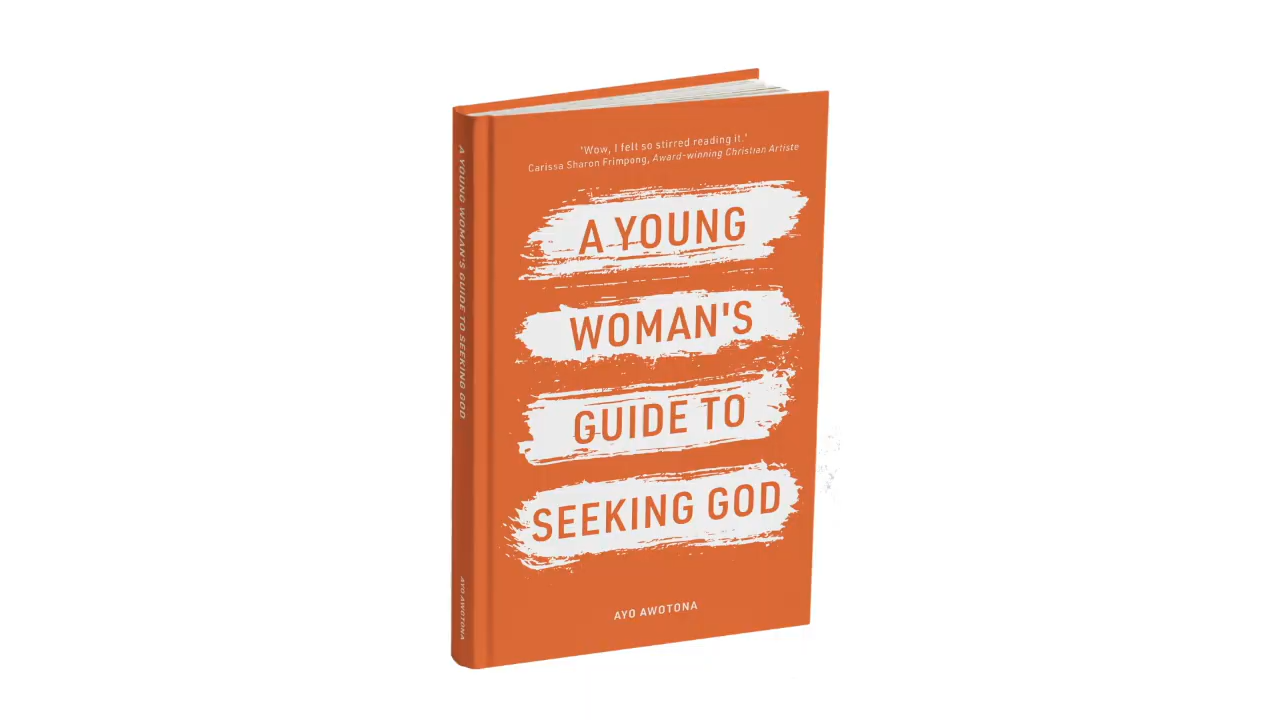 'Wow, I felt so stirred reading it.'
Carissa Sharon Frimpong, Award-winning Christian Artiste
A YOUNG
WOMAN'S
GUIDE TO
SEEKING GOD
AYO AWOTONA
A YOUNG WOMAN'S GUIDE TO SEEKING GOD
AYO AWOTONA